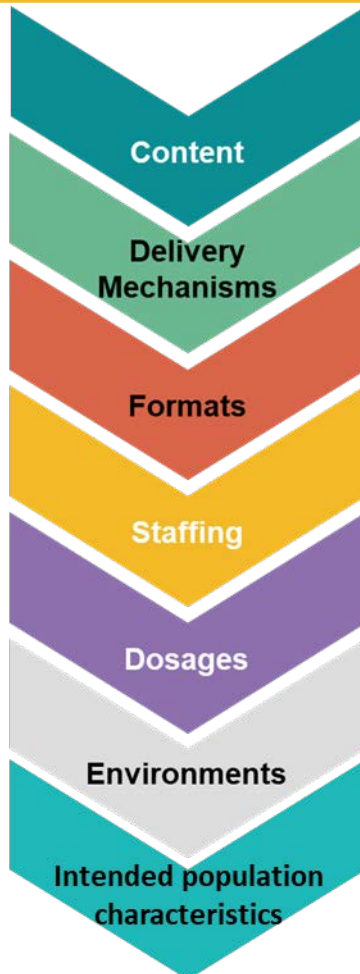 Content
Delivery
Mechanisms
Formats
Staffing
Dosages
Environments
Intended population
characteristics